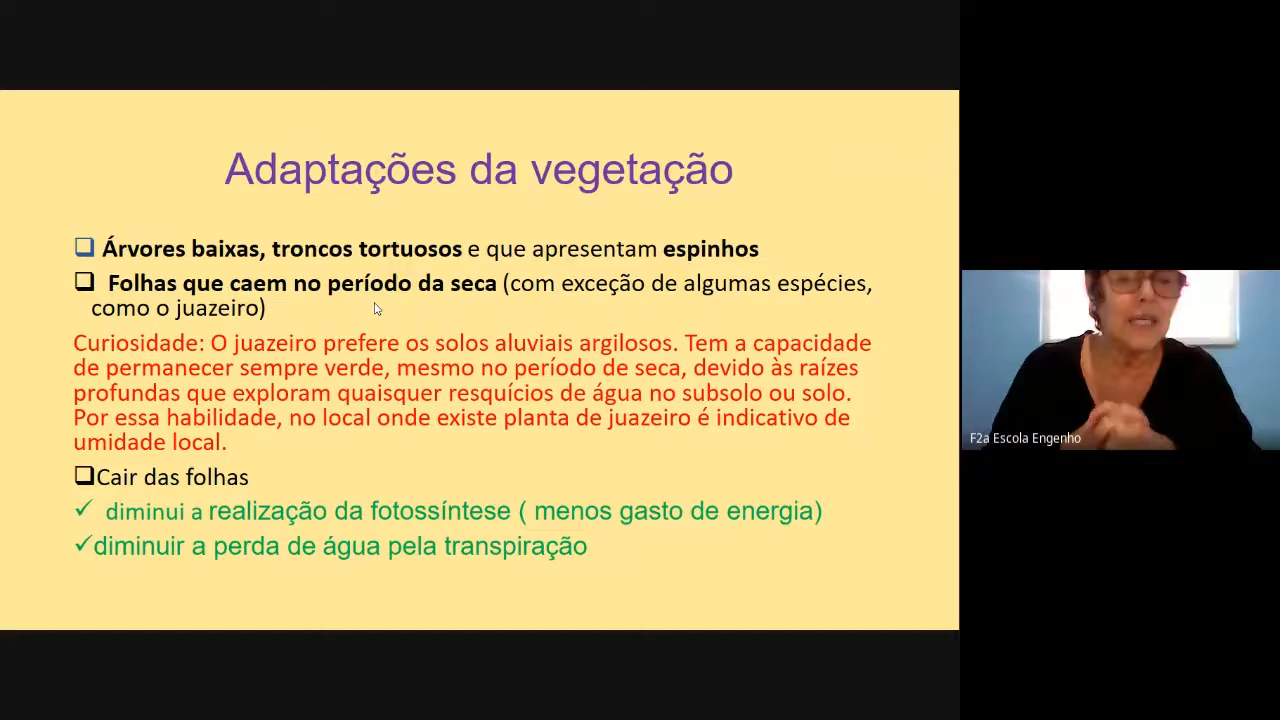 Adaptações da vegetação
Árvores baixas, troncos tortuosos e que apresentam espinhos
Folhas que caem no período da seca (com exceção de algumas espécies,
como o juazeiro)
Curiosidade: O juazeiro prefere os solos aluviais argilosos. Tem a capacidade
de permanecer sempre verde, mesmo no período de seca, devido às raízes
profundas que exploram quaisquer resquícios de água no subsolo ou solo.
Por essa habilidade, no local onde existe planta de juazeiro é indicativo de
umidade local.
Cair das folhas
diminui a realização da fotossíntese ( menos gasto de energia)
diminuir a perda de água pela transpiração
F2a Escola Engenho